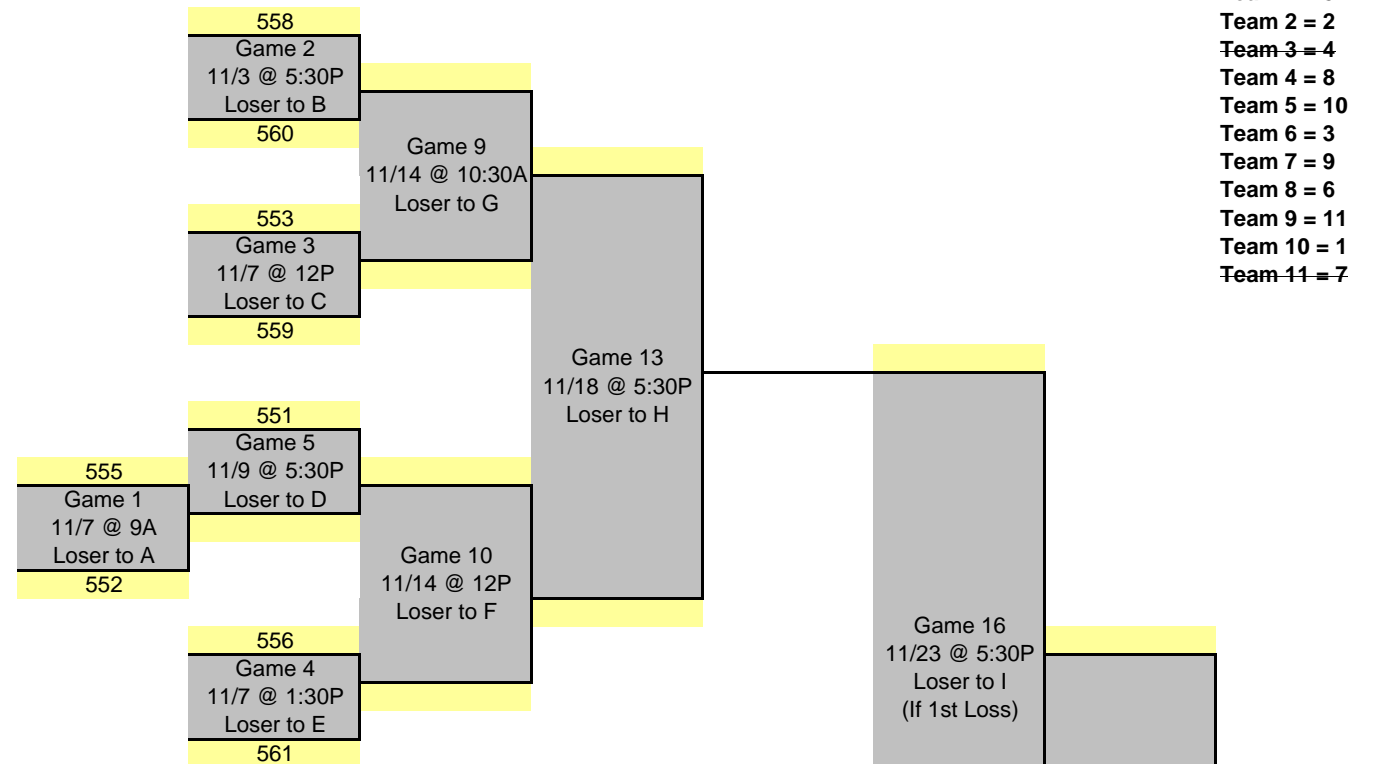 558
Game 2
11/3 @ 5:30P
Loser to B
560
Game 9
11/14 @ 10:30A
Loser to G
553
Game 3
11/7 @ 12P
Loser to C
559
Game 13
11/18 @ 5:30P
Loser to H
551
Game 5
11/9 @ 5:30P
Loser to D
555
Game 1
11/7 @ 9A
Loser to A
552
Game 10
11/14 @ 12P
Loser to F
556
Game 4
11/7 @ 1:30P
Loser to E
561
Game 16
11/23 @ 5:30P
Loser to I
(If 1st Loss)
Team 2 = 2
Team 3 = 4
Team 4 = 8
Team 5 = 10
Team 6 = 3
Team 7 = 9
Team 8 = 6
Team 9 = 11
Team 10 = 1
Team 11 = 7